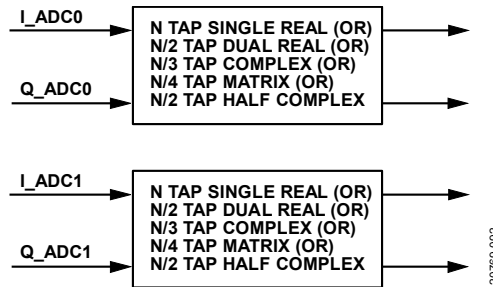 I_ADC0
N TAP SINGLE REAL (OR)
N/2 TAP DUAL REAL (OR)
N/3 TAP COMPLEX (OR)
N/4 TAP MATRIX (OR)
N/2 TAP HALF COMPLEX
Q_ADC0
I_ADC1
N TAP SINGLE REAL (OR)
N/2 TAP DUAL REAL (OR)
N/3 TAP COMPLEX (OR)
N/4 TAP MATRIX (OR)
N/2 TAP HALF COMPLEX
Q_ADC1